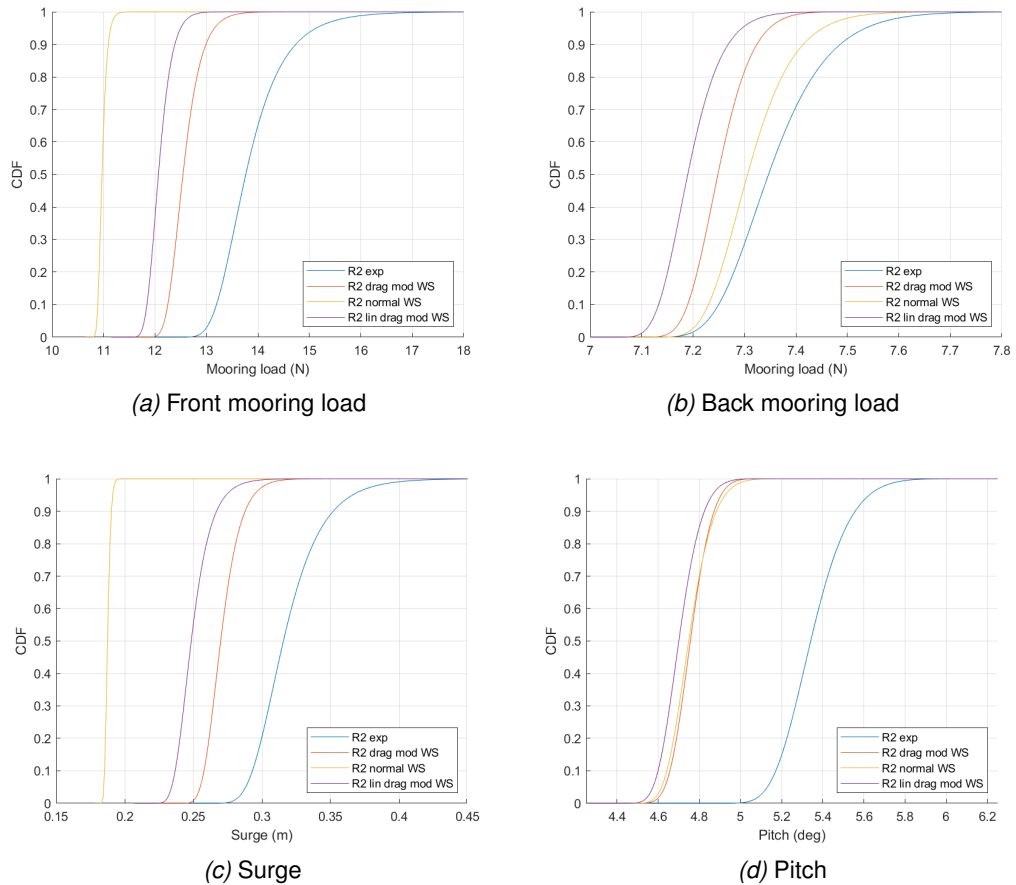 1
0.9
0.8
0.7
0.6
0.5
0.4
0.3
0.2
0.1
0
CDF
10 11 12 13 14 15 16 17 18
Mooring load (N)
R2 exp
R2 drag mod WS
R2 normal WS
R2 lin drag mod WS
(a) Front mooring load
1
0.9
0.8
0.7
0.6
0.5
0.4
0.3
0.2
0.1
0
CDF
7 7.1 7.2 7.3 7.4 7.5 7.6 7.7 7.8
Mooring load (N)
R2 exp
R2 drag mod WS
R2 normal WS
R2 lin drag mod WS
(b) Back mooring load
1
0.9
0.8
0.7
0.6
0.5
0.4
0.3
0.2
0.1
0
CDF
0.15 0.2 0.25 0.3 0.35 0.4 0.45
Surge (m)
R2 exp
R2 drag mod WS
R2 normal WS
R2 lin drag mod WS
(c) Surge
1
0.9
0.8
0.7
0.6
0.5
0.4
0.3
0.2
0.1
0
CDF
4.4 4.6 4.8 5 5.2 5.4 5.6 5.8 6 6.2
Pitch (deg)
R2 exp
R2 drag mod WS
R2 normal WS
R2 lin drag mod WS
(d) Pitch